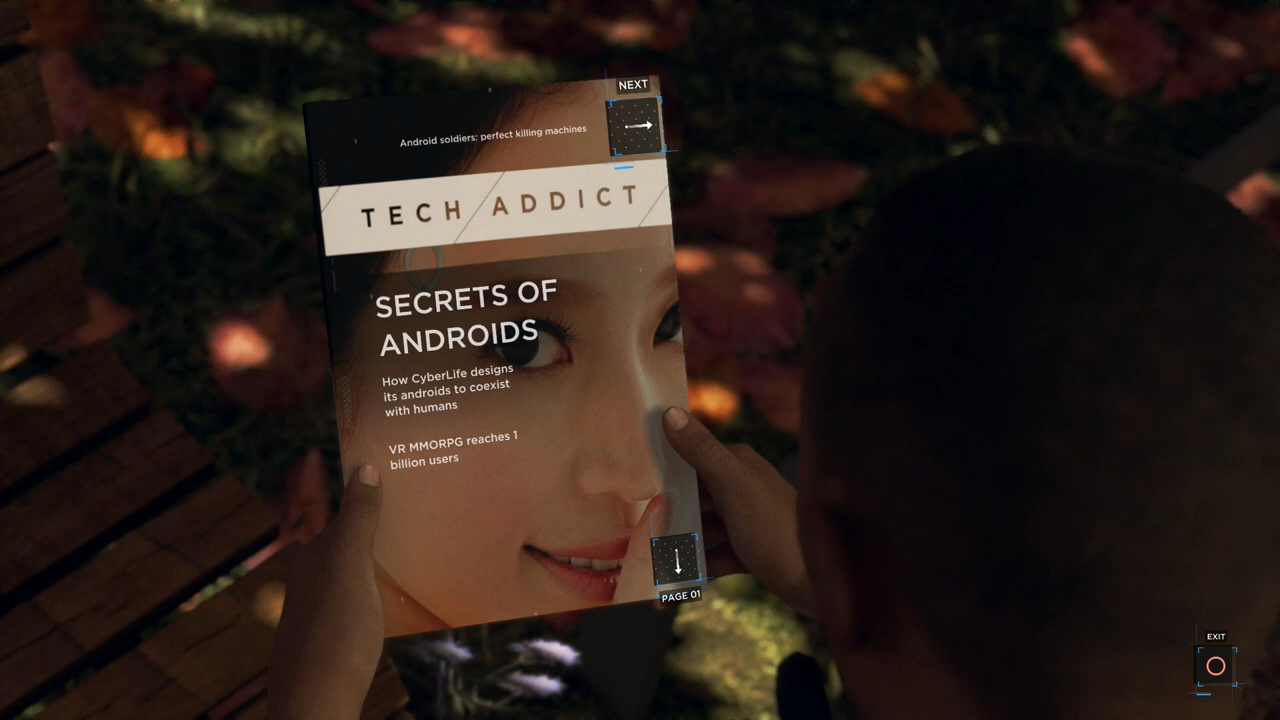 NEXT
Android soldiers: perfect killing machines
TECH ADDICT
SECRETS OF
ANDROIDS
How CyberLife designs
its androids to coexist
with humans
VR MMORPG reaches 1
billion users
PAGE 01
EXIT